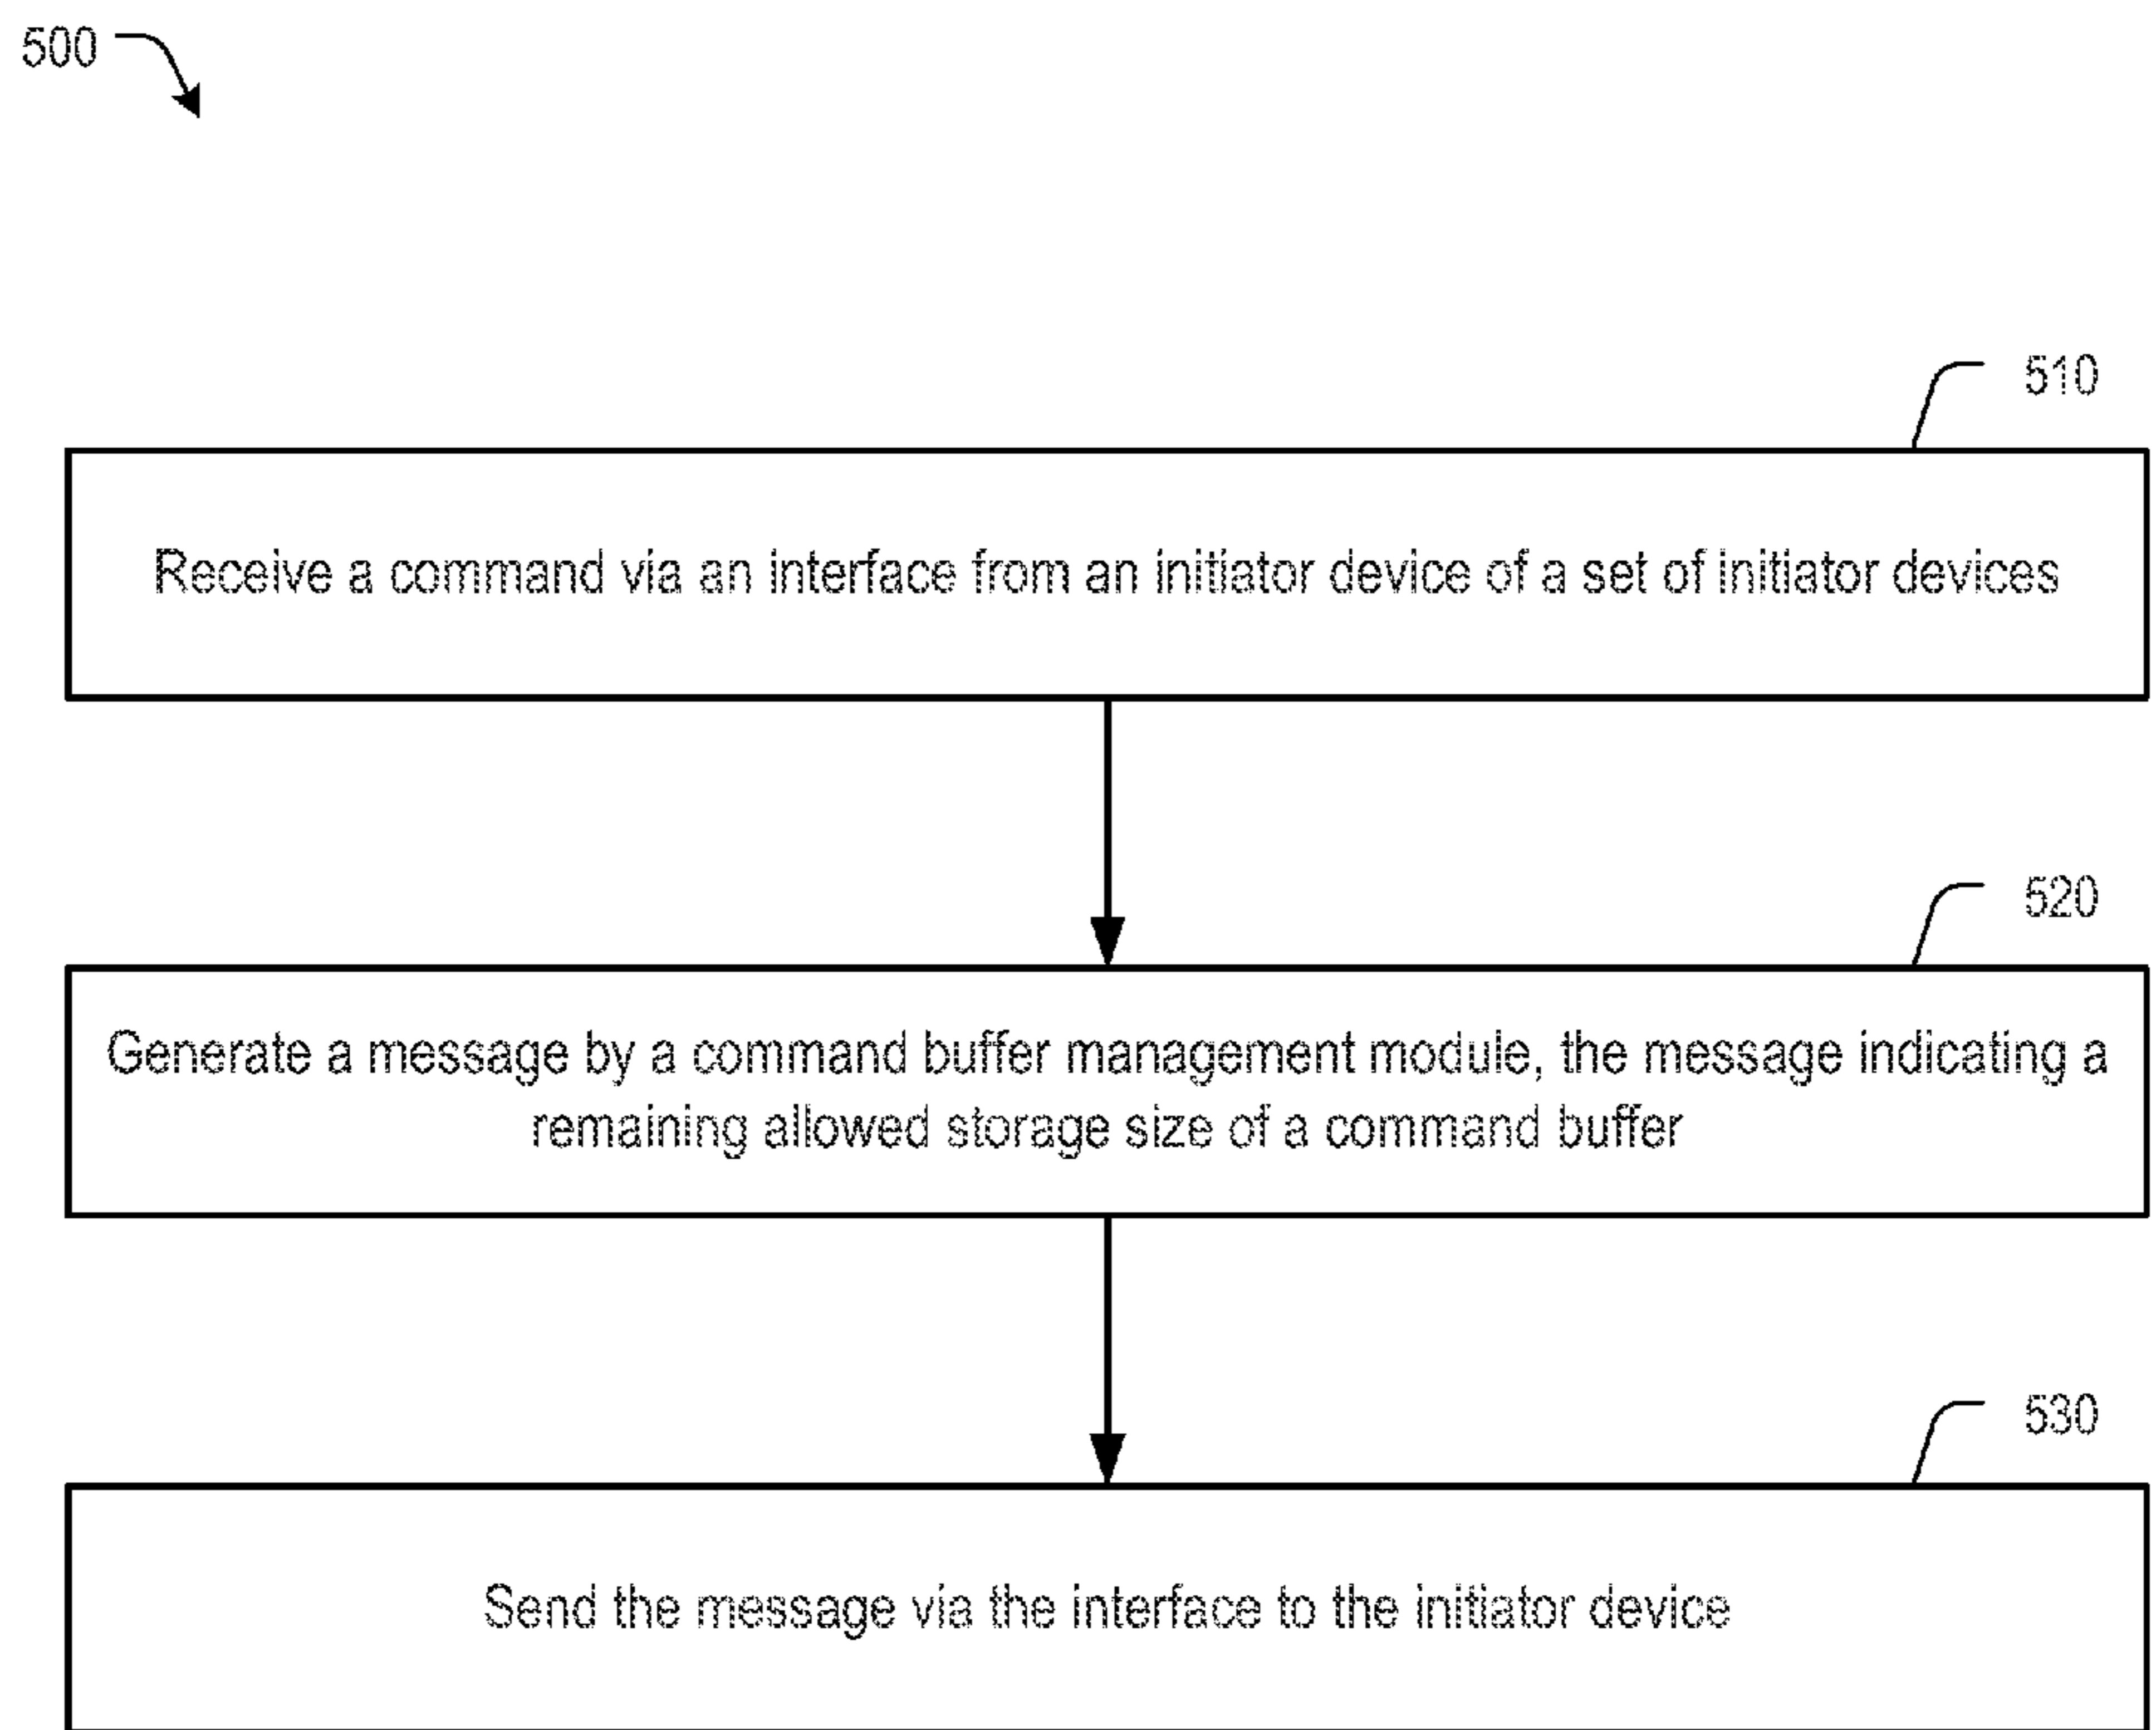 500
510
Receive a command via an interface from an initiator device of a set of initiator devices
520
Generate a message by a command buffer management module, the message indicating a
remaining allowed storage size of a command buffer
530
Send the message via the interface to the initiator device